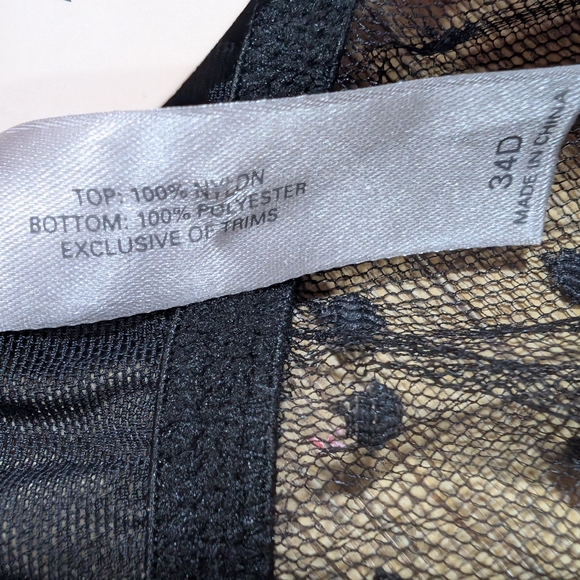 TOP: 100% NYLON
BOTTOM: 100% POLYESTER
EXCLUSIVE OF TRIMS
34D
MADE IN CHINA